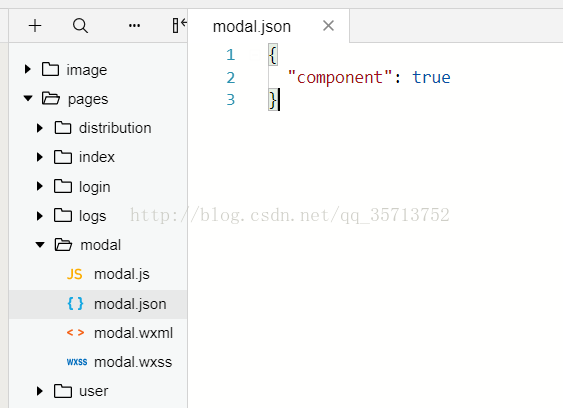 modal.json
image
pages
distribution
index
login
logs
modal
JS modal.js
{ } modal.json
< > modal.wxml
wxss modal.wxss
user
1 {
2 "component": true
3 }
http://blog.csdn.net/qq_35713752